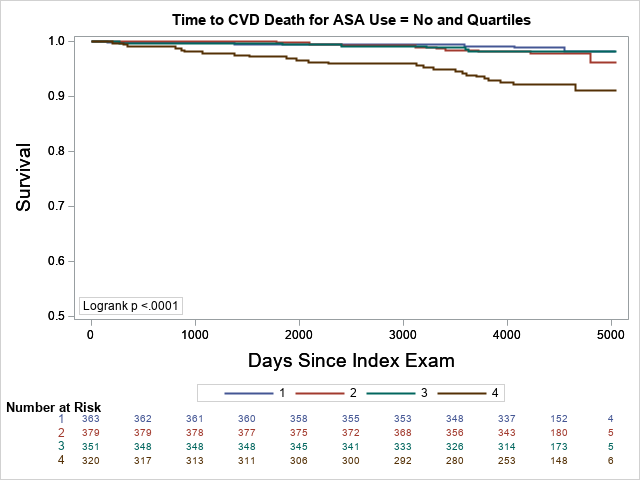 Time to CVD Death for ASA Use = No and Quartiles
1.0
0.9
0.8
0.7
0.6
0.5
Survival
Logrank p <.0001
0 1000 2000 3000 4000 5000
Days Since Index Exam
1 2 3 4
Number at Risk
1 363 362 361 360 358 355 353 348 337 152 4
2 379 379 378 377 375 372 368 356 343 180 5
3 351 348 348 348 345 341 333 326 314 173 5
4 320 317 313 311 306 300 292 280 253 148 6